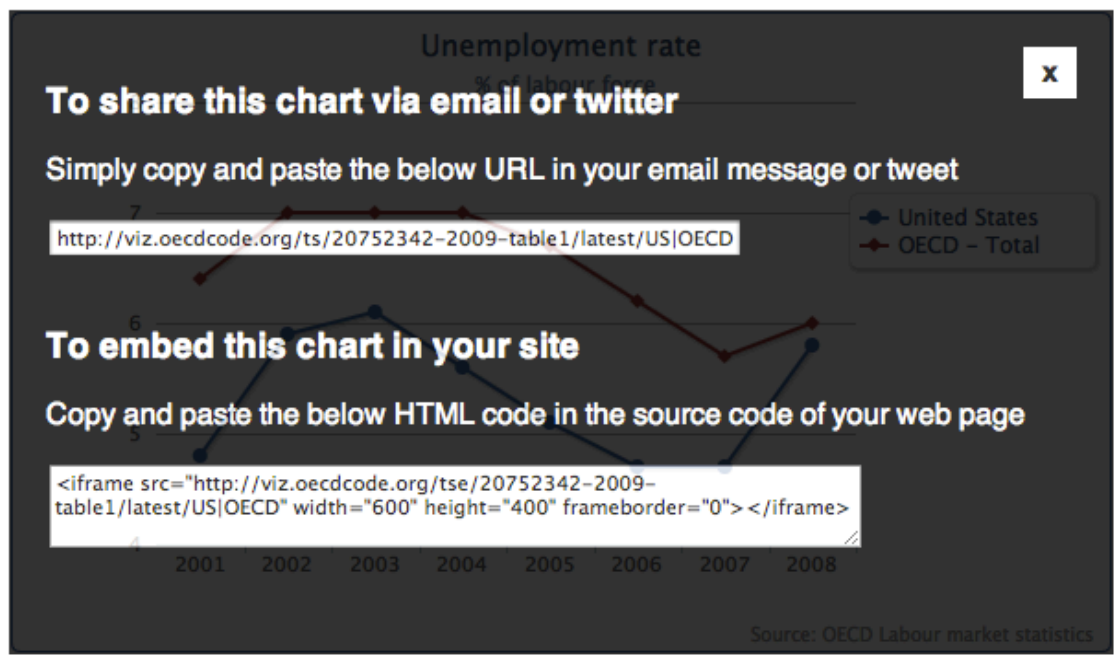 Unemployment rate
% of labour force
x
To share this chart via email or twitter
Simply copy and paste the below URL in your email message or tweet
7
http://viz.oecdcode.org/ts/20752342-2009-table1/latest/US|OECD
United States
OECD - Total
6
To embed this chart in your site
Copy and paste the below HTML code in the source code of your web page
5
<iframe src="http://viz.oecdcode.org/tse/20752342-2009-
table1/latest/US|OECD" width="600" height="400" frameborder="0"></iframe>
4
2001 2002 2003 2004 2005 2006 2007 2008
Source: OECD Labour market statistics